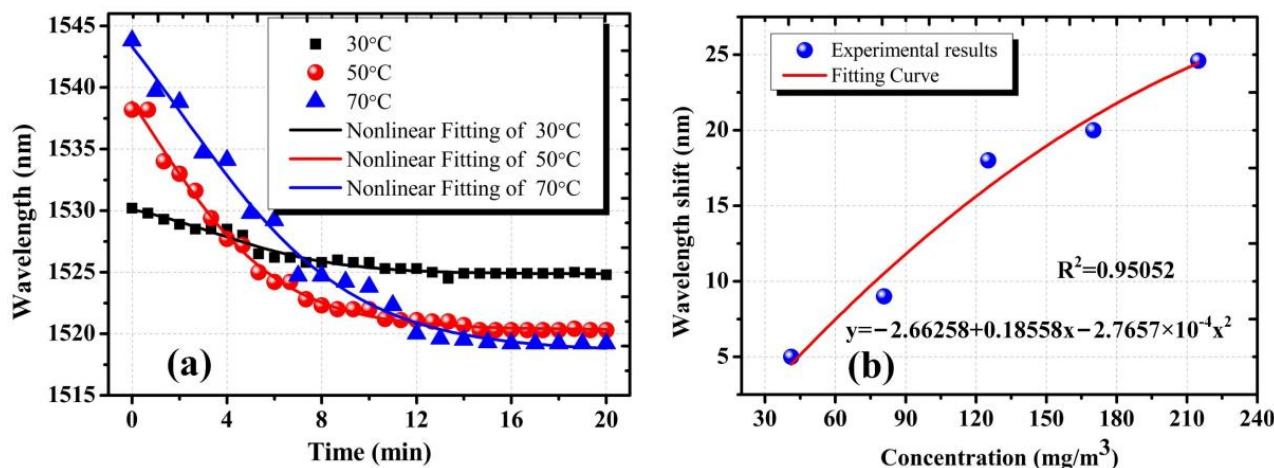 1545
1540
1535
1530
1525
1520
1515
Wavelength (nm)
30°C
50°C
70°C
Nonlinear Fitting of 30°C
Nonlinear Fitting of 50°C
Nonlinear Fitting of 70°C
(a)
0 4 8 12 16 20
Time (min)
25
20
15
10
5
Wavelength shift (nm)
Experimental results
Fitting Curve
R²=0.95052
y=−2.66258+0.18558x−2.7657×10⁻⁴x²
(b)
30 60 90 120 150 180 210 240
Concentration (mg/m³)